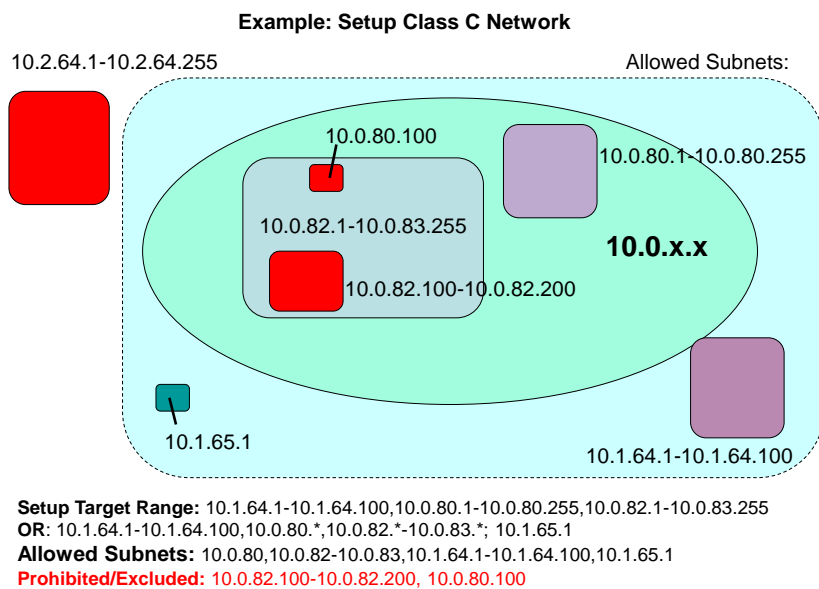 Example: Setup Class C Network
10.2.64.1-10.2.64.255
Allowed Subnets:
10.0.80.100
10.0.80.1-10.0.80.255
10.0.82.1-10.0.83.255
10.0.x.x
10.0.82.100-10.0.82.200
10.1.65.1
10.1.64.1-10.1.64.100
Setup Target Range: 10.1.64.1-10.1.64.100,10.0.80.1-10.0.80.255,10.0.82.1-10.0.83.255
OR: 10.1.64.1-10.1.64.100,10.0.80.*,10.0.82.*-10.0.83.*; 10.1.65.1
Allowed Subnets: 10.0.80,10.0.82-10.0.83,10.1.64.1-10.1.64.100,10.1.65.1
Prohibited/Excluded: 10.0.82.100-10.0.82.200, 10.0.80.100